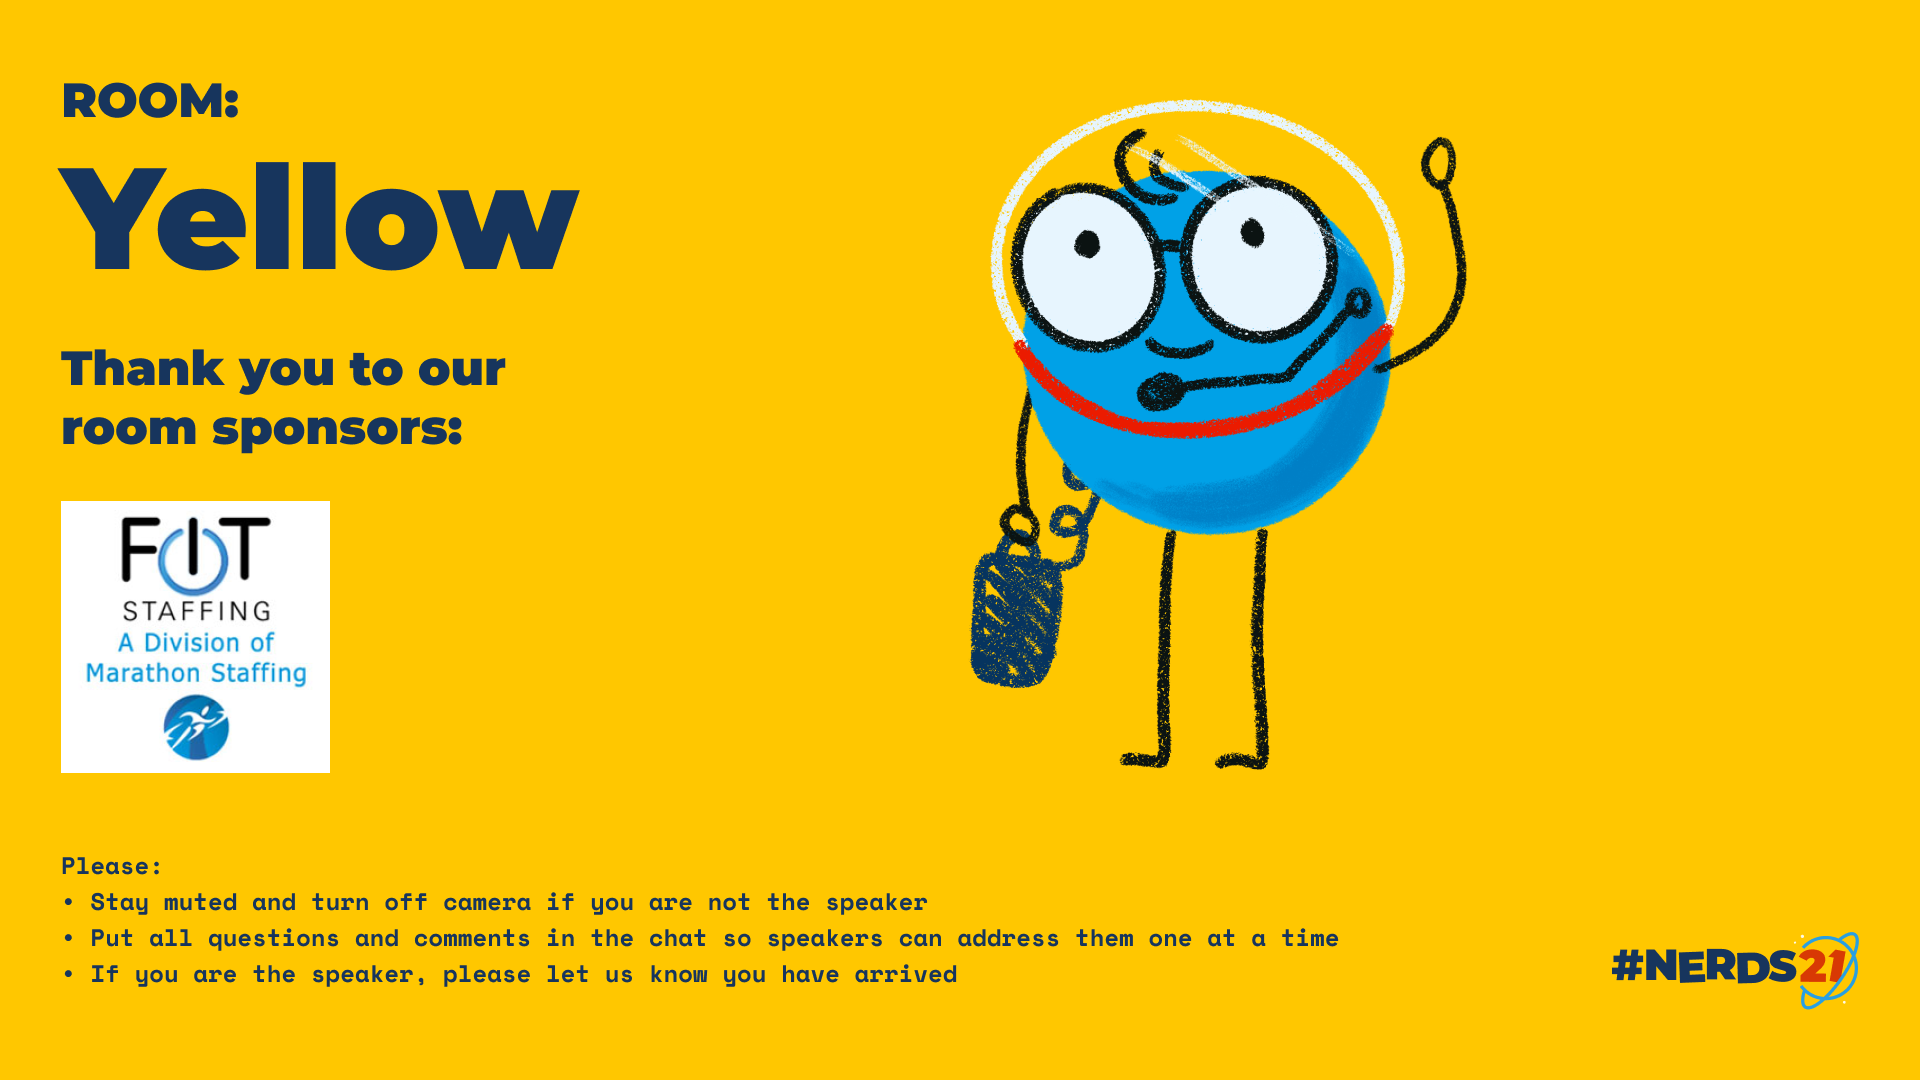 ROOM:
Yellow
Thank you to our
room sponsors:
FIT
STAFFING
A Division of
Marathon Staffing
Please:
• Stay muted and turn off camera if you are not the speaker
• Put all questions and comments in the chat so speakers can address them one at a time
• If you are the speaker, please let us know you have arrived
#NERDS21